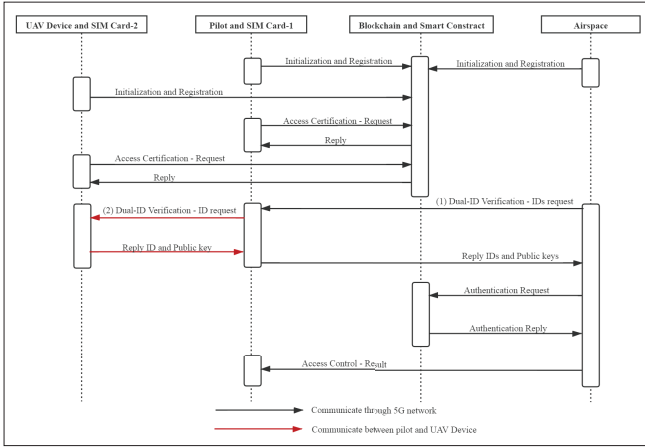 UAV Device and SIM Card-2
Pilot and SIM Card-1
Blockchain and Smart Constract
Airspace
Initialization and Registration
Initialization and Registration
Initialization and Registration
Access Certification - Request
Reply
Access Certification - Request
Reply
(1) Dual-ID Verification - IDs request
(2) Dual-ID Verification - ID request
Reply ID and Public key
Reply IDs and Public keys
Authentication Request
Authentication Reply
Access Control - Result
Communicate through 5G network
Communicate between pilot and UAV Device